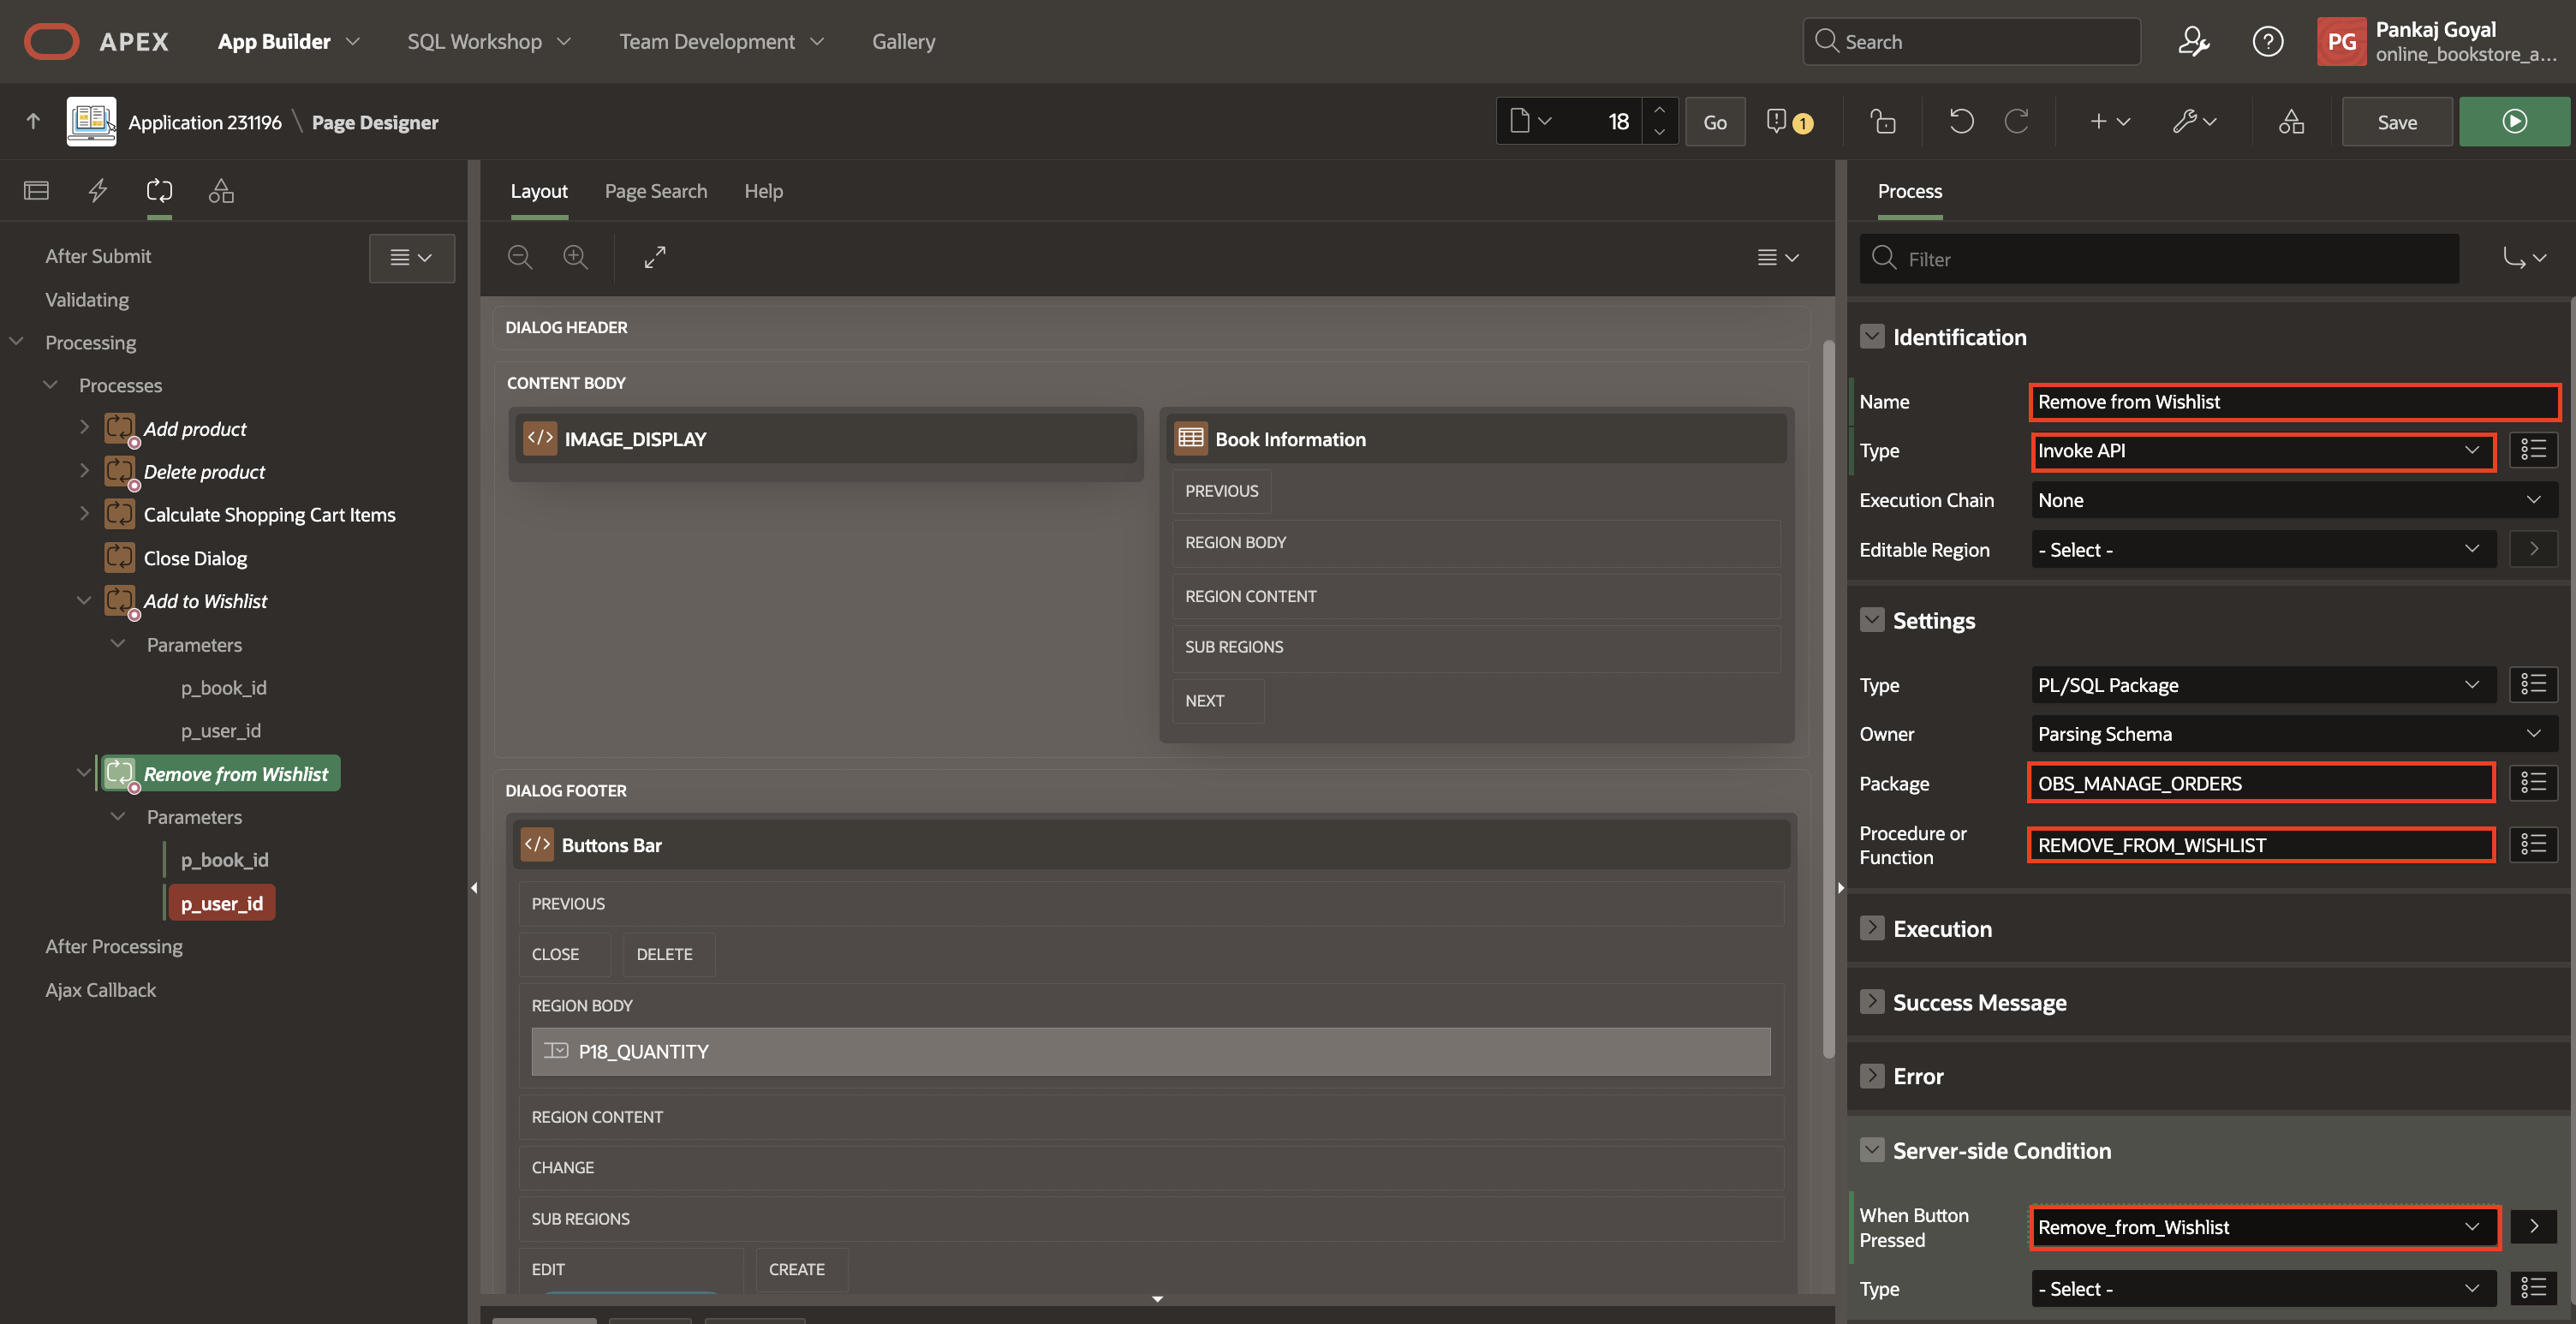 APEX App Builder SQL Workshop Team Development Gallery Search PG Pankaj Goyal
online_bookstore_a...
Application 231196 \ Page Designer 18 Go 1 Save
Layout Page Search Help
Process
After Submit
Validating
Processing
Processes
Add product
Delete product
Calculate Shopping Cart Items
Close Dialog
Add to Wishlist
Parameters
p_book_id
p_user_id
Remove from Wishlist
Parameters
p_book_id
p_user_id
After Processing
Ajax Callback
DIALOG HEADER
CONTENT BODY
IMAGE_DISPLAY
Book Information
PREVIOUS
REGION BODY
REGION CONTENT
SUB REGIONS
NEXT
DIALOG FOOTER
Buttons Bar
PREVIOUS
CLOSE DELETE
REGION BODY
P18_QUANTITY
REGION CONTENT
CHANGE
SUB REGIONS
EDIT CREATE
Filter
Identification
Name Remove from Wishlist
Type Invoke API
Execution Chain None
Editable Region - Select -
Settings
Type PL/SQL Package
Owner Parsing Schema
Package OBS_MANAGE_ORDERS
Procedure or
Function REMOVE_FROM_WISHLIST
Execution
Success Message
Error
Server-side Condition
When Button
Pressed Remove_from_Wishlist
Type - Select -